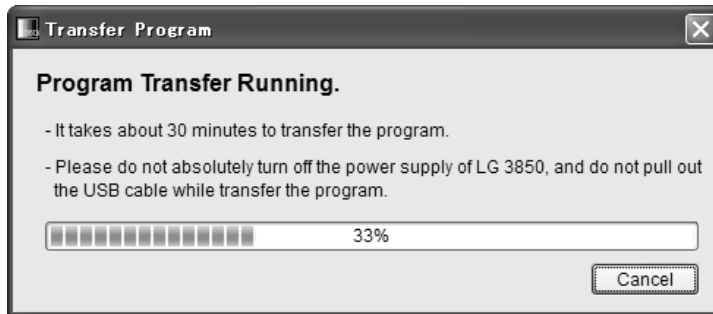 Transfer Program
Program Transfer Running.
- It takes about 30 minutes to transfer the program.
- Please do not absolutely turn off the power supply of LG 3850, and do not pull out
the USB cable while transfer the program.
33%
Cancel